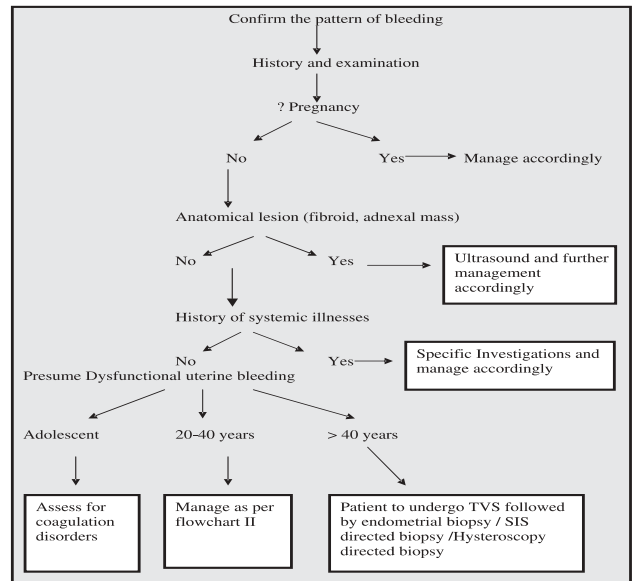 Confirm the pattern of bleeding
History and examination
? Pregnancy
No
Yes
Manage accordingly
Anatomical lesion (fibroid, adnexal mass)
No
Yes
Ultrasound and further
management
accordingly
History of systemic illnesses
No
Yes
Specific Investigations and
manage accordingly
Presume Dysfunctional uterine bleeding
Adolescent
20-40 years
> 40 years
Assess for
coagulation
disorders
Manage as per
flowchart II
Patient to undergo TVS followed
by endometrial biopsy / SIS
directed biopsy /Hysteroscopy
directed biopsy